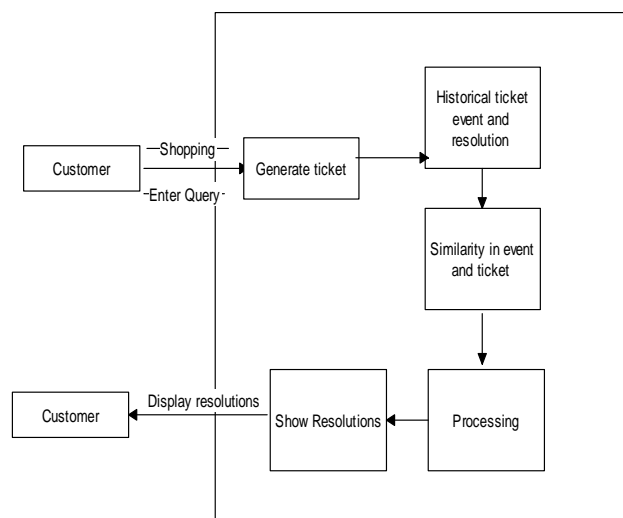 Historical ticket
event and
resolution
Shopping
Customer
Generate ticket
Enter Query
Similarity in event
and ticket
Display resolutions
Customer
Show Resolutions
Processing